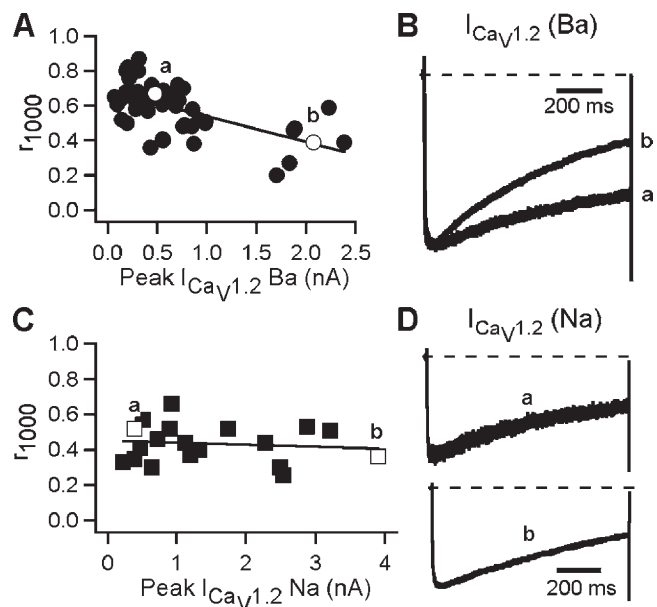 A
1.0
0.8
0.6
0.4
0.2
0.0
r1000
a
b
0.0 0.5 1.0 1.5 2.0 2.5
Peak ICaV1.2 Ba (nA)
B
ICaV1.2 (Ba)
200 ms
b
a
C
1.0
0.8
0.6
0.4
0.2
0.0
r1000
a
b
0 1 2 3 4
Peak ICaV1.2 Na (nA)
D
ICaV1.2 (Na)
a
b
200 ms